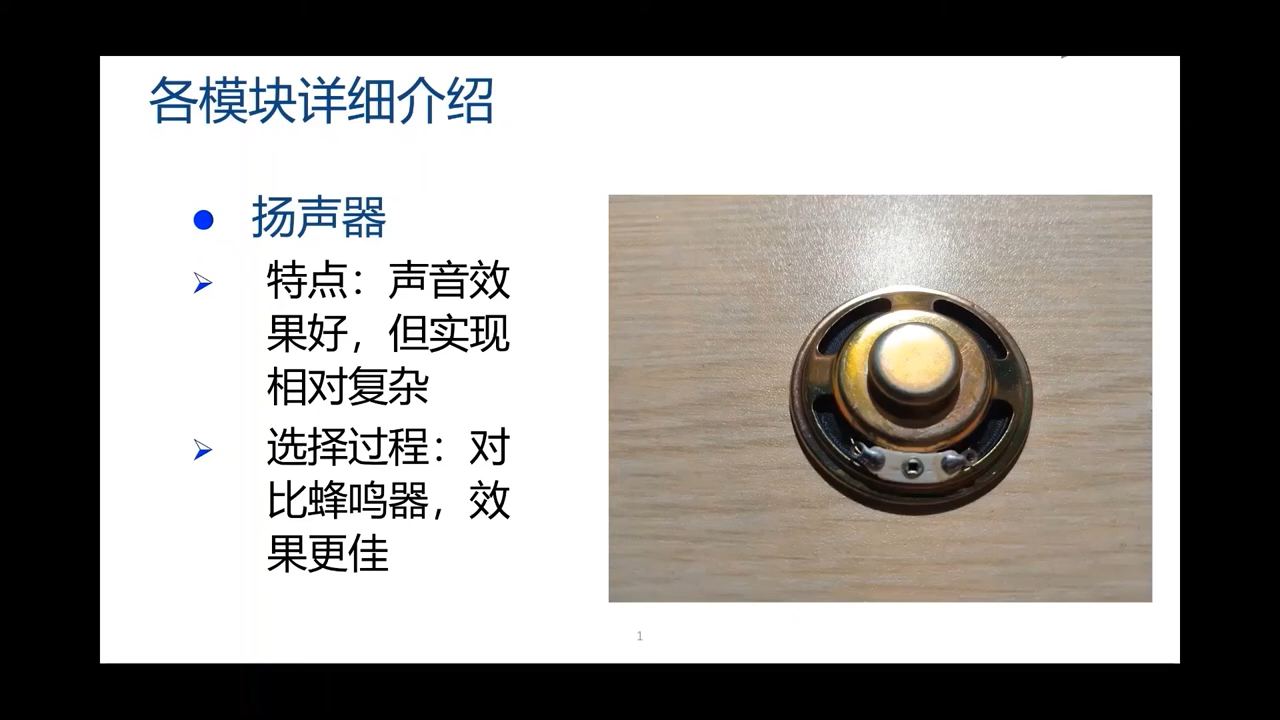 各模块详细介绍
扬声器
特点：声音效
果好，但实现
相对复杂
选择过程：对
比蜂鸣器，效
果更佳
1